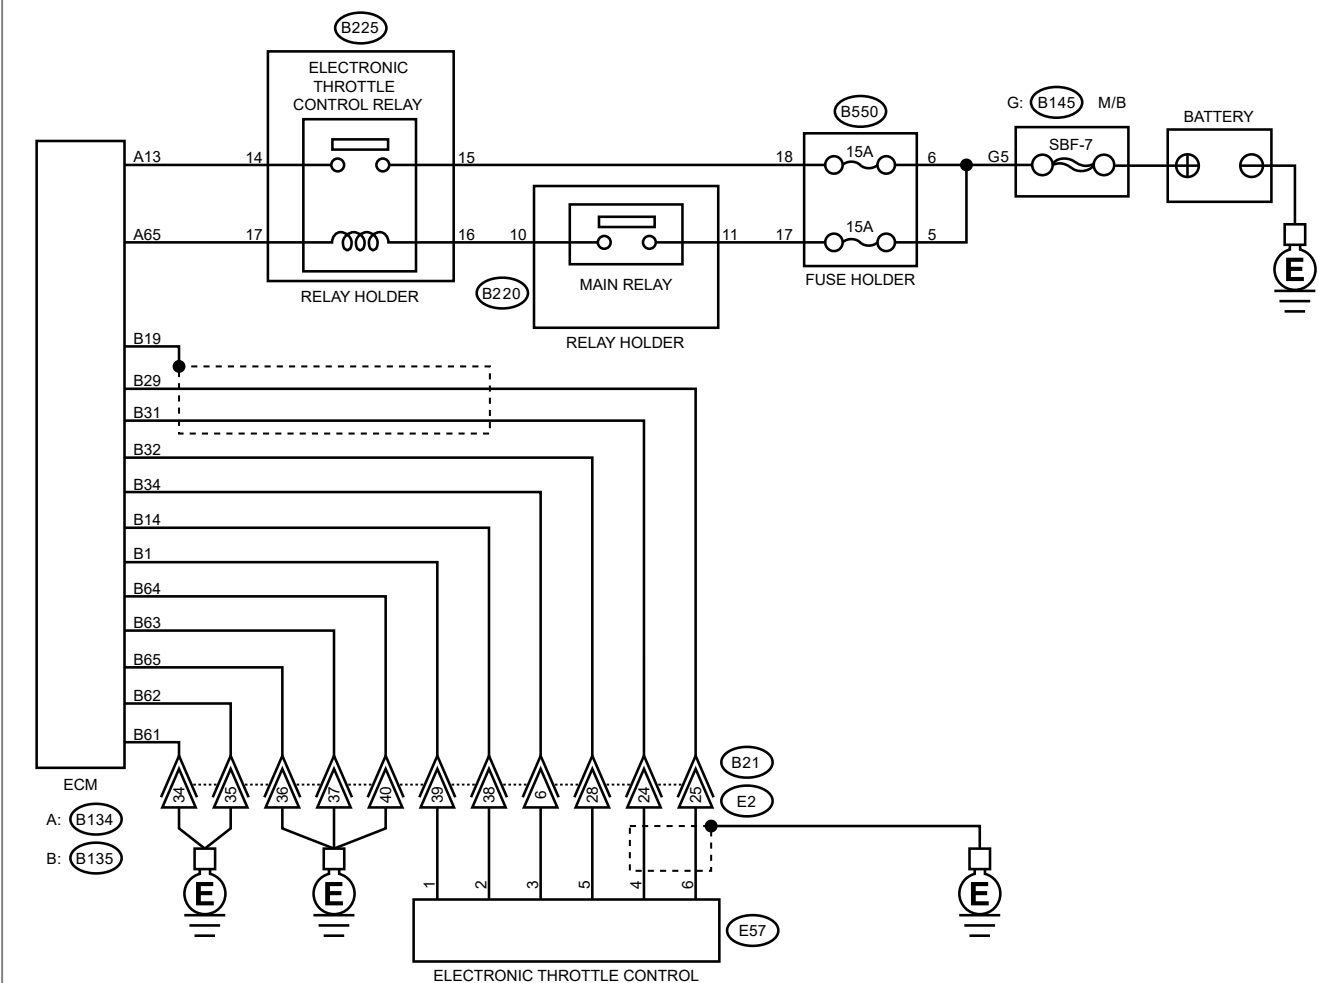 B225
ELECTRONIC
THROTTLE
CONTROL RELAY
B550
G: B145 M/B
BATTERY
SBF-7
A13 14 15 18 15A 6 G5
A65 17 16 10 11 17 15A 5
E
B220
MAIN RELAY
FUSE HOLDER
RELAY HOLDER
RELAY HOLDER
B19
B29
B31
B32
B34
B14
B1
B64
B63
B65
B62
B61
ECM
34 35 36 37 40 39 38 6 28 24 25
B21
E2
A: B134
B: B135
1 2 3 5 4 6
E E E
E57
ELECTRONIC THROTTLE CONTROL